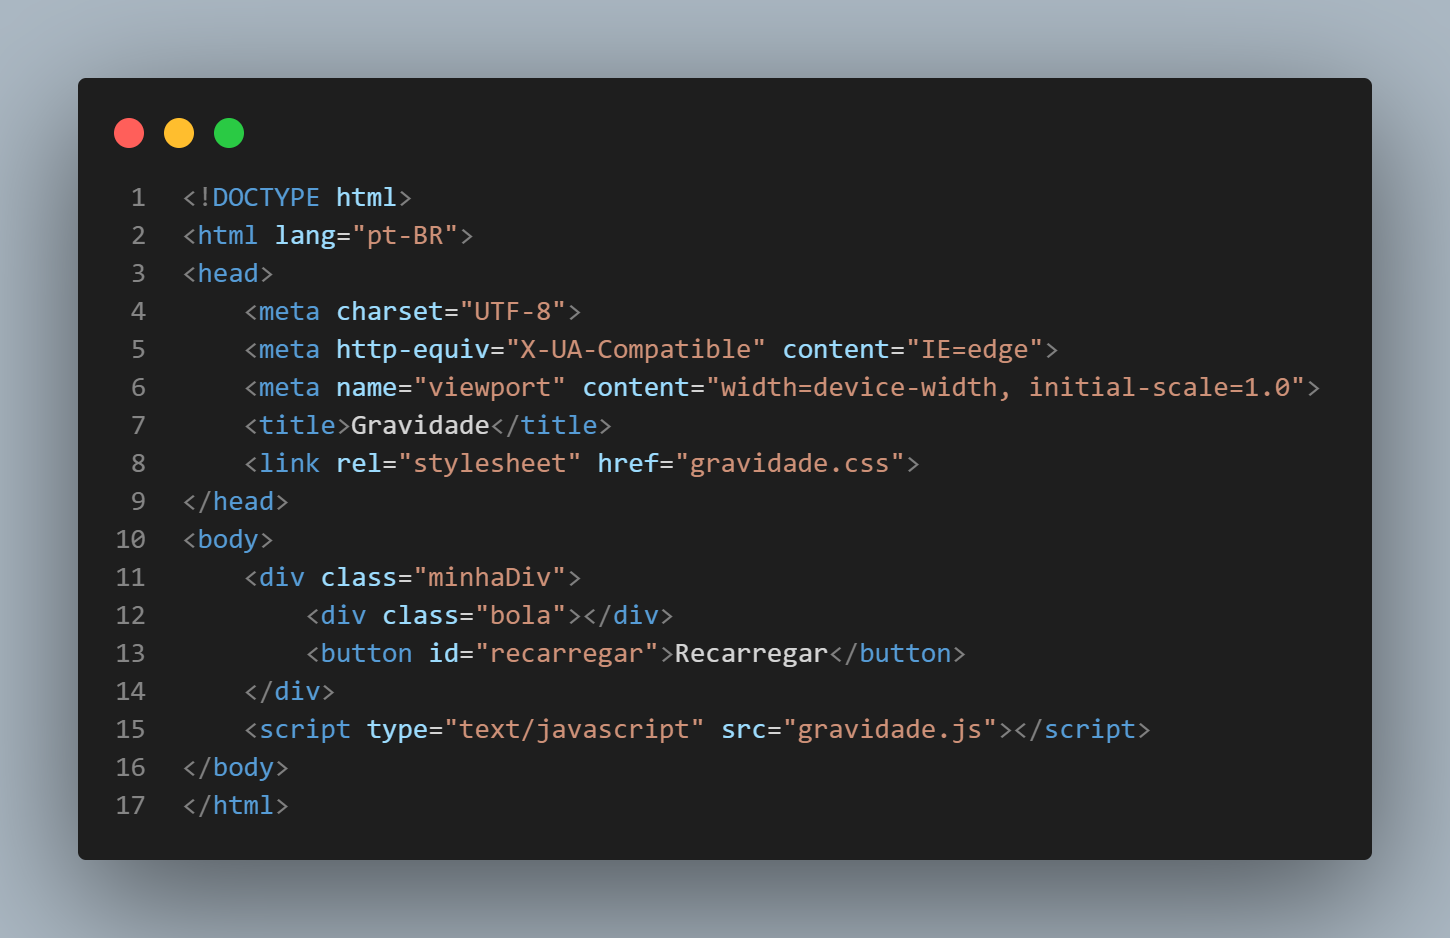 1 <!DOCTYPE html>
2 <html lang="pt-BR">
3 <head>
4     <meta charset="UTF-8">
5     <meta http-equiv="X-UA-Compatible" content="IE=edge">
6     <meta name="viewport" content="width=device-width, initial-scale=1.0">
7     <title>Gravidade</title>
8     <link rel="stylesheet" href="gravidade.css">
9 </head>
10 <body>
11     <div class="minhaDiv">
12         <div class="bola"></div>
13         <button id="recarregar">Recarregar</button>
14     </div>
15     <script type="text/javascript" src="gravidade.js"></script>
16 </body>
17 </html>